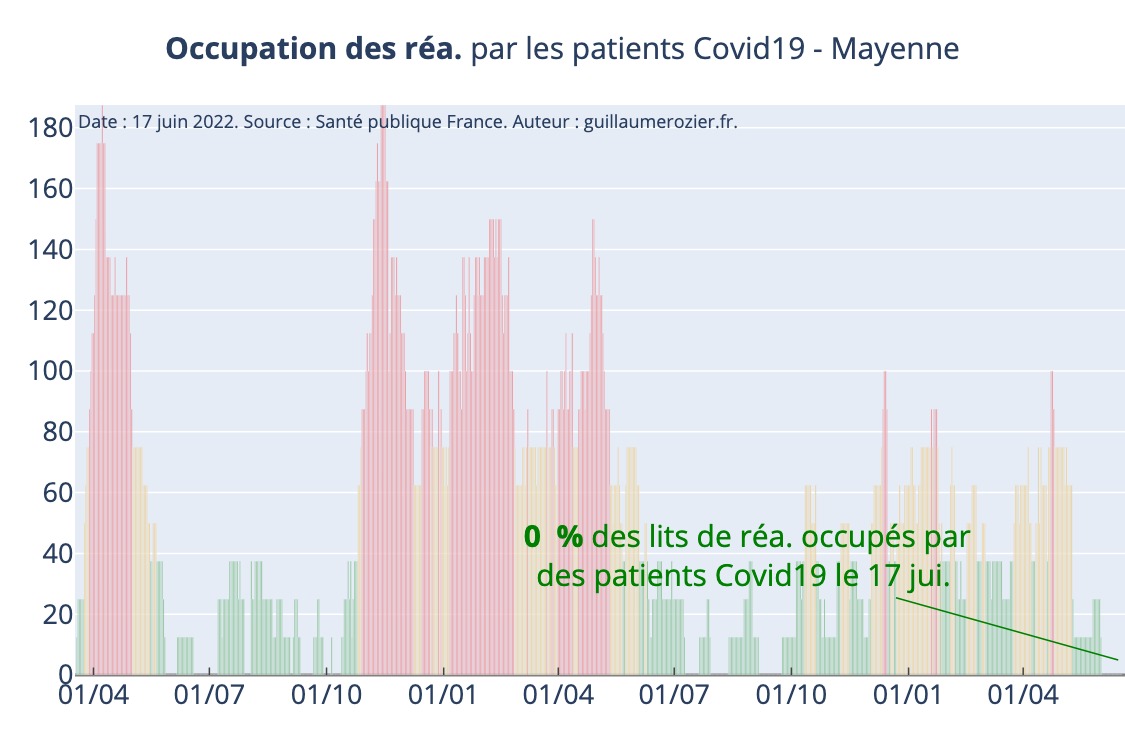 Occupation des réa. par les patients Covid19 - Mayenne
Date : 17 juin 2022. Source : Santé publique France. Auteur : guillaumerozier.fr.
180
160
140
120
100
80
60
40
20
0
0 % des lits de réa. occupés par
des patients Covid19 le 17 jui.
01/04 01/07 01/10 01/01 01/04 01/07 01/10 01/01 01/04